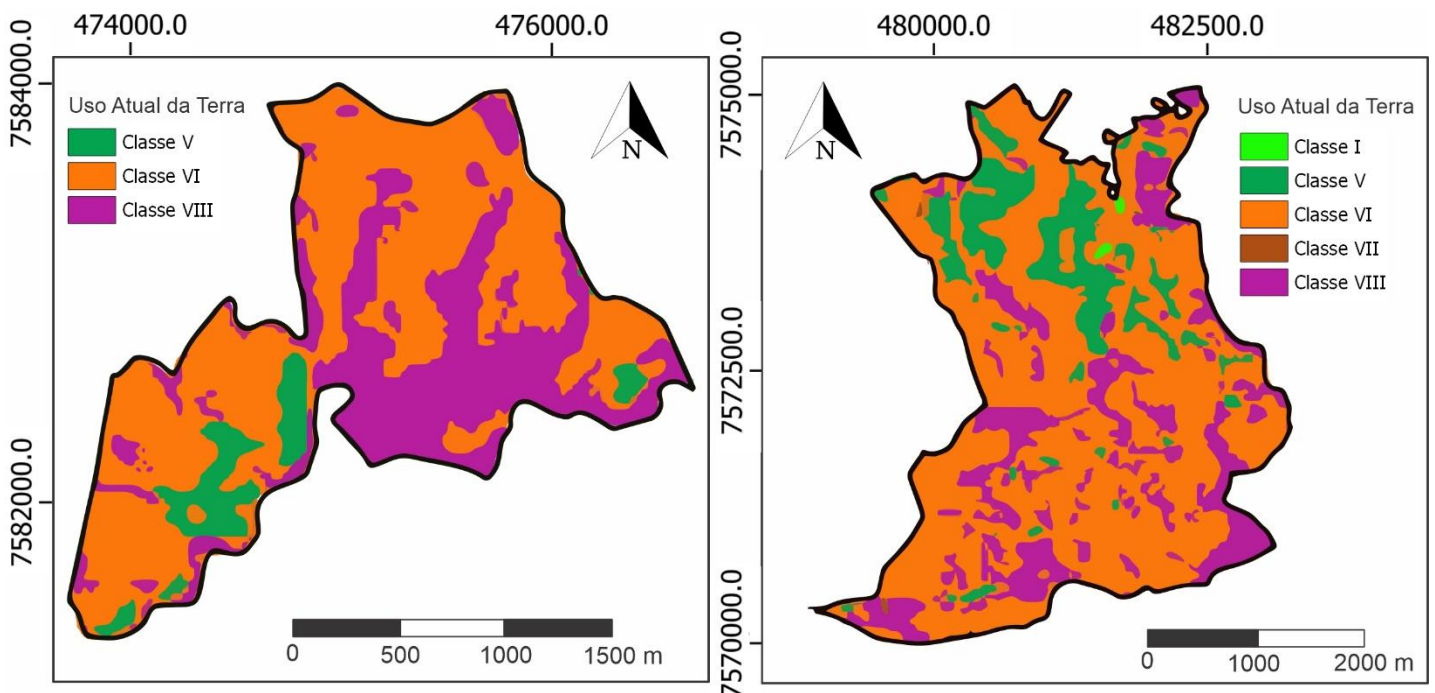 474000.0
476000.0
7584000.0
7582000.0
Uso Atual da Terra
Classe V
Classe VI
Classe VIII
N
0
500
1000
1500 m
480000.0
482500.0
7575000.0
7572500.0
7570000.0
N
Uso Atual da Terra
Classe I
Classe V
Classe VI
Classe VII
Classe VIII
0
1000
2000 m